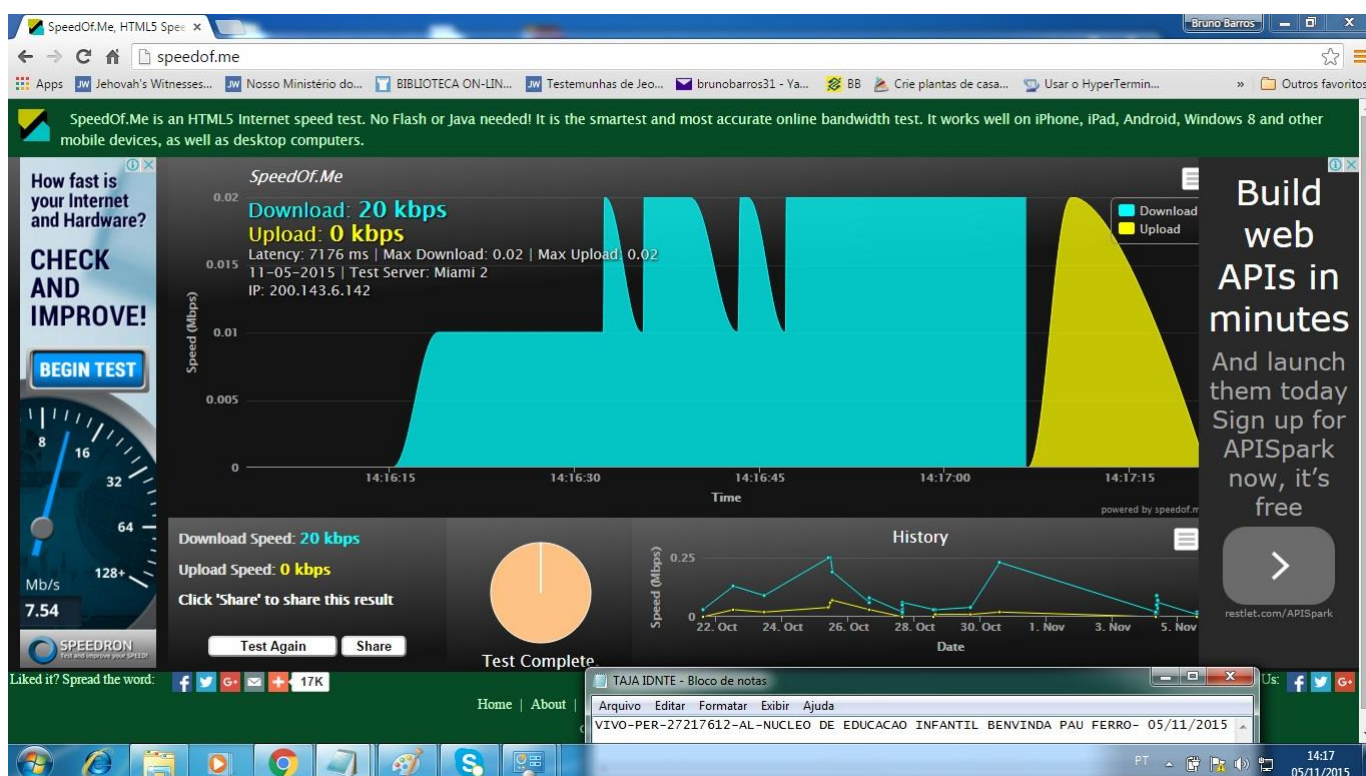 SpeedOf.Me, HTML5 Spee
Bruno Barros
speedof.me
Apps
Jehovah's Witnesses...
Nosso Ministério do...
BIBLIOTECA ON-LIN...
Testemunhas de Jeo...
brunobarros31 - Ya...
BB
Crie plantas de casa...
Usar o HyperTermin...
»
Outros favoritos
SpeedOf.Me is an HTML5 Internet speed test. No Flash or Java needed! It is the smartest and most accurate online bandwidth test. It works well on iPhone, iPad, Android, Windows 8 and other
mobile devices, as well as desktop computers.
How fast is
your Internet
and Hardware?
CHECK
AND
IMPROVE!
BEGIN TEST
8
16
32
64
128+
Mb/s
7.54
SPEEDRON
SpeedOf.Me
Download: 20 kbps
Upload: 0 kbps
Latency: 7176 ms | Max Download: 0.02 | Max Upload: 0.02
11-05-2015 | Test Server: Miami 2
IP: 200.143.6.142
Download
Upload
Speed (Mbps)
0.02
0.015
0.01
0.005
0
14:16:15
14:16:30
14:16:45
14:17:00
14:17:15
Time
powered by speedof.m
Build
web
APIs in
minutes
And launch
them today
Sign up for
APISpark
now, it's
free
restlet.com/APISpark
Download Speed: 20 kbps
Upload Speed: 0 kbps
Click 'Share' to share this result
Test Again
Share
Test Complete.
History
Speed (Mbps)
0.25
0
22. Oct
24. Oct
26. Oct
28. Oct
30. Oct
1. Nov
3. Nov
5. Nov
Date
Liked it? Spread the word:
17K
Us:
Home | About |
TAJA IDNTE - Bloco de notas
Arquivo Editar Formatar Exibir Ajuda
VIVO-PER-27217612-AL-NUCLEO DE EDUCACAO INFANTIL BENVINDA PAU FERRO- 05/11/2015
PT
14:17
05/11/2015